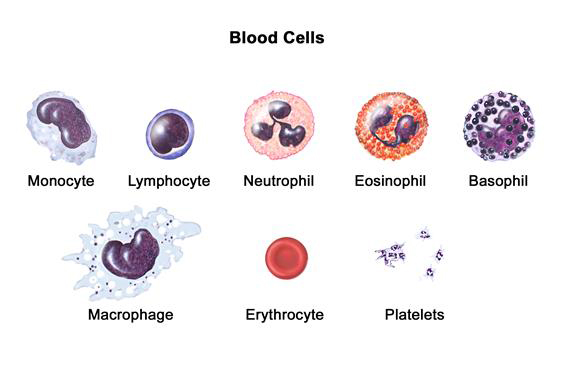 Blood Cells
Monocyte Lymphocyte Neutrophil Eosinophil Basophil
Macrophage Erythrocyte Platelets